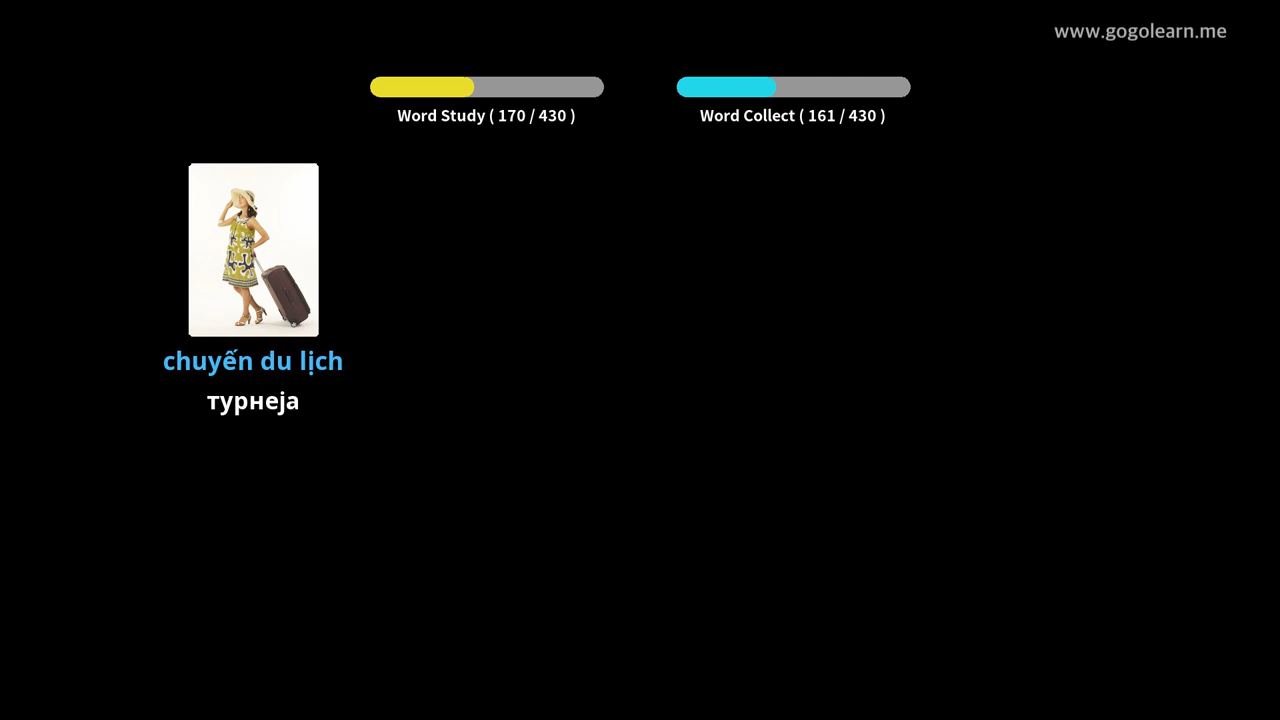 www.gogolearn.me
Word Study ( 170 / 430 )
Word Collect ( 161 / 430 )
chuyến du lịch
турнеја